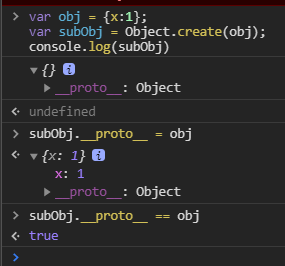 var obj = {x:1};
var subObj = Object.create(obj);
console.log(subObj)
{}
__proto__: Object
undefined
subObj.__proto__ = obj
{x: 1}
x: 1
__proto__: Object
subObj.__proto__ == obj
true